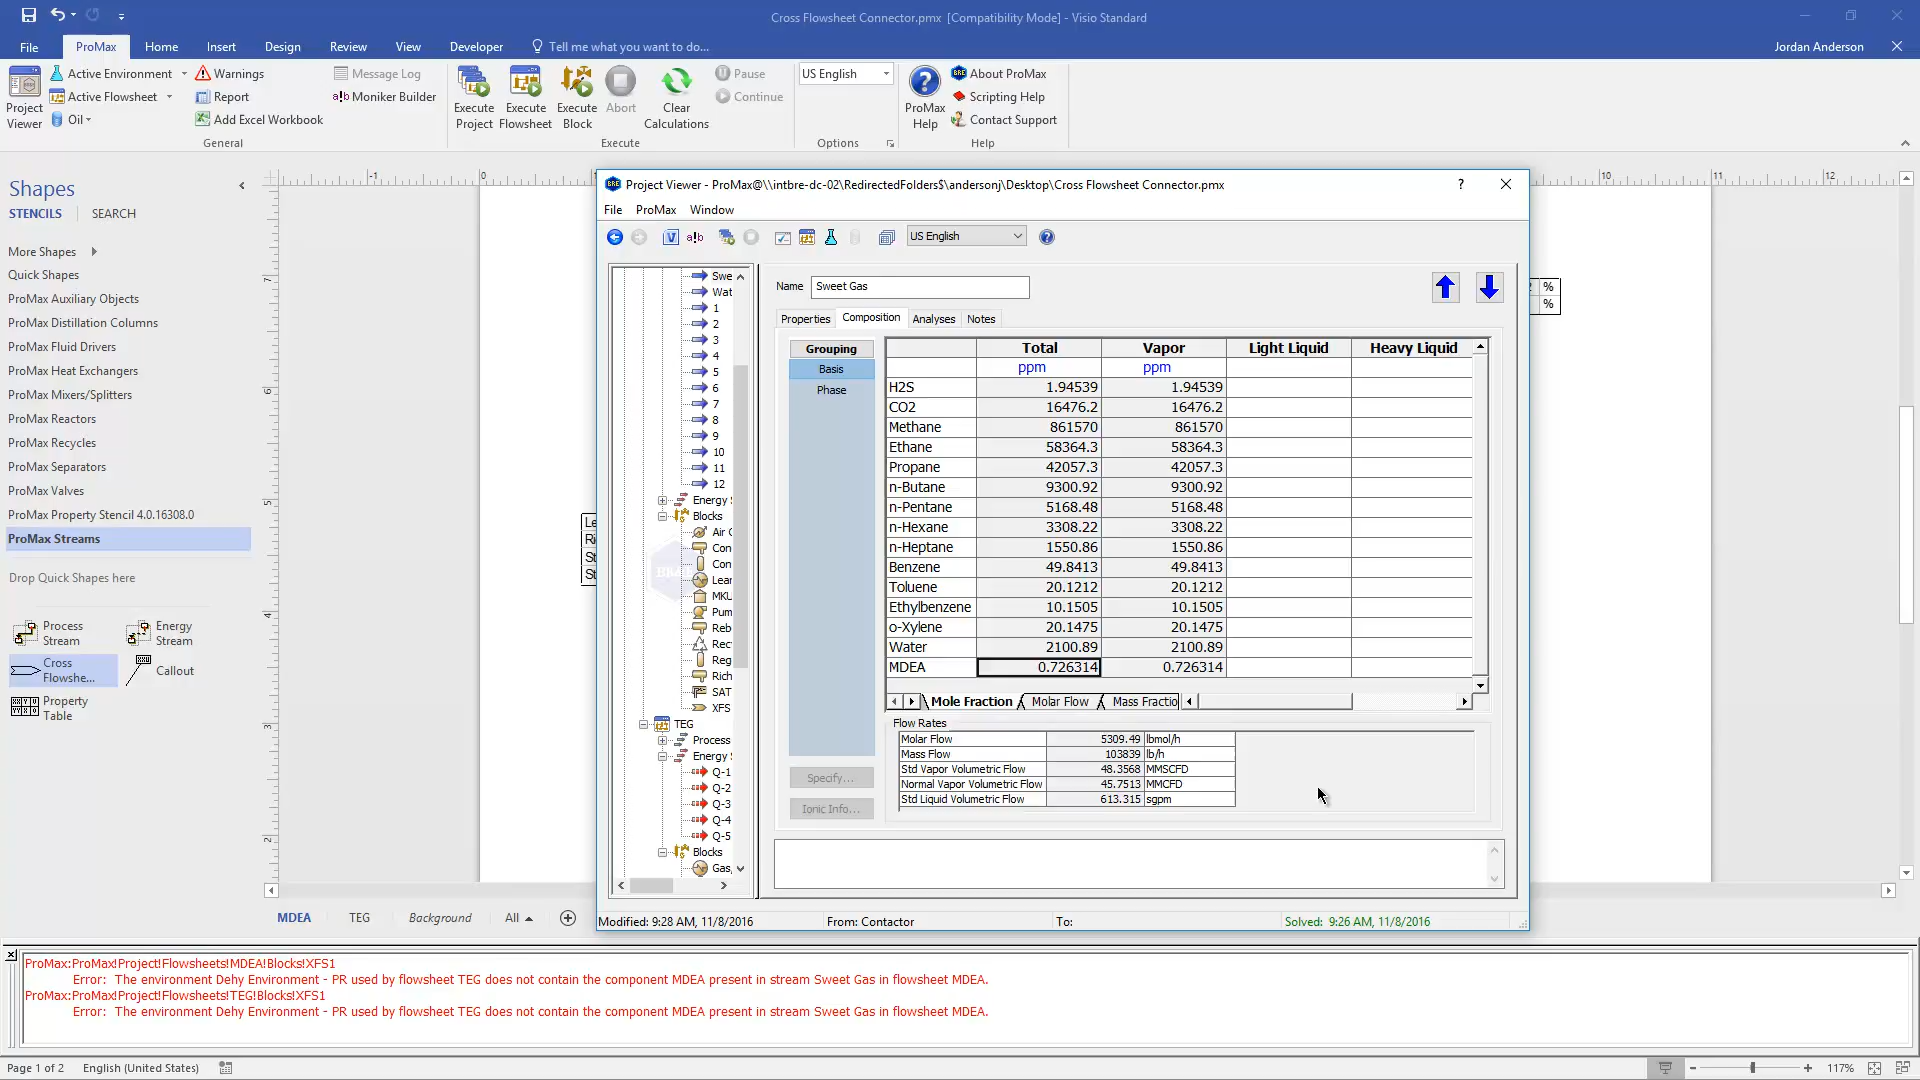 Cross Flowsheet Connector.pmx [Compatibility Mode] - Visio Standard
File
ProMax
Home
Insert
Design
Review
View
Developer
Tell me what you want to do...
Jordan Anderson
Project Viewer
Active Environment
Active Flowsheet
Oil
Warnings
Report
Add Excel Workbook
Message Log
Moniker Builder
General
Execute Project
Execute Flowsheet
Execute Block
Abort
Clear Calculations
Pause
Continue
Execute
US English
Options
ProMax Help
About ProMax
Scripting Help
Contact Support
Help
Shapes
STENCILS
SEARCH
More Shapes
Quick Shapes
ProMax Auxiliary Objects
ProMax Distillation Columns
ProMax Fluid Drivers
ProMax Heat Exchangers
ProMax Mixers/Splitters
ProMax Reactors
ProMax Recycles
ProMax Separators
ProMax Valves
ProMax Property Stencil 4.0.16308.0
ProMax Streams
Drop Quick Shapes here
Process Stream
Energy Stream
Cross Flowshe...
Callout
Property Table
-1 0 10 11 12
7
6
5
4
3
2
Le
Ri
St
St
%
%
Project Viewer - ProMax@\\intbre-dc-02\RedirectedFolders$\andersonj\Desktop\Cross Flowsheet Connector.pmx
File ProMax Window
US English
Swe
Wat
1
2
3
4
5
6
7
8
9
10
11
12
Energy
Blocks
Air C
Con
Con
Lear
MKU
Pum
Reb
Rec
Reg
Rich
SAT
XFS
TEG
Process
Energy
Q-1
Q-2
Q-3
Q-4
Q-5
Blocks
Gas,
Name Sweet Gas
Properties Composition Analyses Notes
Grouping
Basis
Phase
Specify...
Ionic Info...
Total Vapor Light Liquid Heavy Liquid
ppm ppm
H2S 1.94539 1.94539
CO2 16476.2 16476.2
Methane 861570 861570
Ethane 58364.3 58364.3
Propane 42057.3 42057.3
n-Butane 9300.92 9300.92
n-Pentane 5168.48 5168.48
n-Hexane 3308.22 3308.22
n-Heptane 1550.86 1550.86
Benzene 49.8413 49.8413
Toluene 20.1212 20.1212
Ethylbenzene 10.1505 10.1505
o-Xylene 20.1475 20.1475
Water 2100.89 2100.89
MDEA 0.726314 0.726314
Mole Fraction Molar Flow Mass Fractio
Flow Rates
Molar Flow 5309.49 lbmol/h
Mass Flow 103839 lb/h
Std Vapor Volumetric Flow 48.3568 MMSCFD
Normal Vapor Volumetric Flow 45.7513 MMCFD
Std Liquid Volumetric Flow 613.315 sgpm
Modified: 9:28 AM, 11/8/2016 From: Contactor To: Solved: 9:26 AM, 11/8/2016
MDEA TEG Background All
ProMax:ProMax!Project!Flowsheets!MDEA!Blocks!XFS1
Error: The environment Dehy Environment - PR used by flowsheet TEG does not contain the component MDEA present in stream Sweet Gas in flowsheet MDEA.
ProMax:ProMax!Project!Flowsheets!TEG!Blocks!XFS1
Error: The environment Dehy Environment - PR used by flowsheet TEG does not contain the component MDEA present in stream Sweet Gas in flowsheet MDEA.
Page 1 of 2 English (United States) 117%